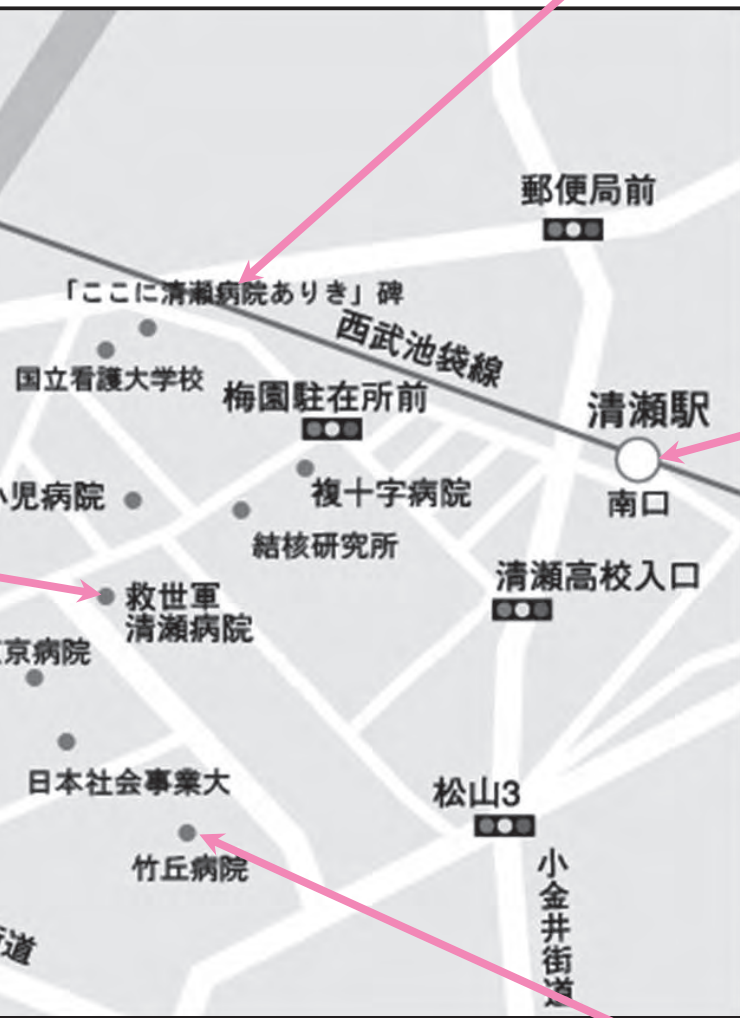 郵便局前
「ここに清瀬病院ありき」碑
西武池袋線
国立看護大学校
梅園駐在所前
清瀬駅
南口
複十字病院
小児病院
結核研究所
清瀬高校入口
救世軍
清瀬病院
京病院
日本社会事業大
松山3
竹丘病院
小金井街道
街道